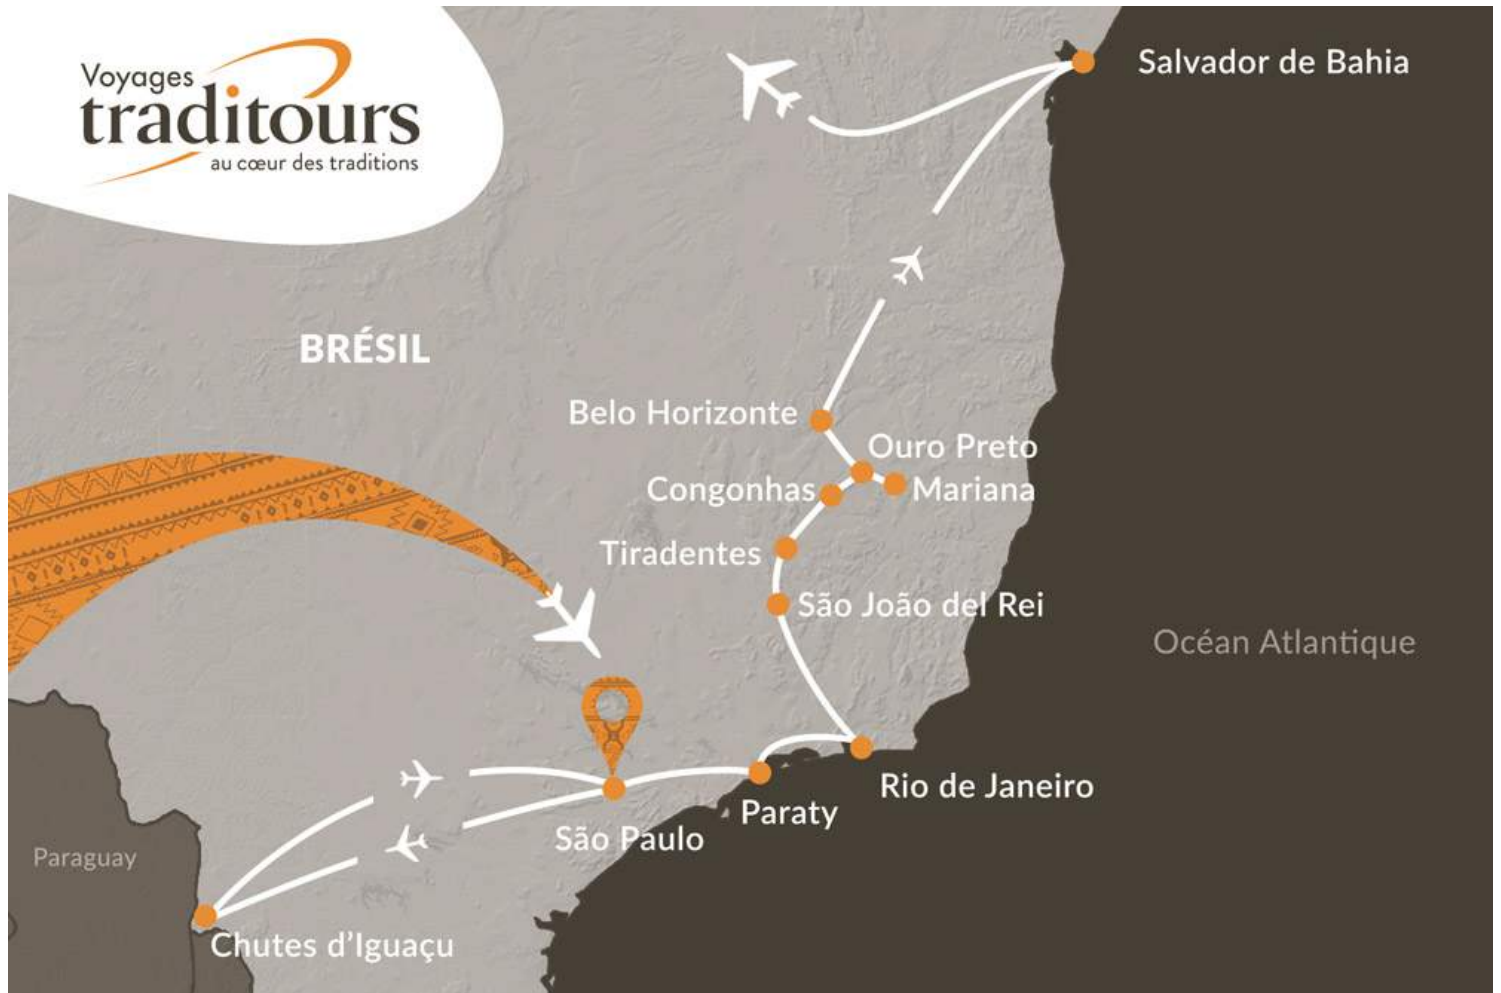 Voyages
traditours
au cœur des traditions
Salvador de Bahia
BRÉSIL
Belo Horizonte
Ouro Preto
Congonhas
Mariana
Tiradentes
São João del Rei
Océan Atlantique
Rio de Janeiro
Paraty
São Paulo
Paraguay
Chutes d'Iguaçu